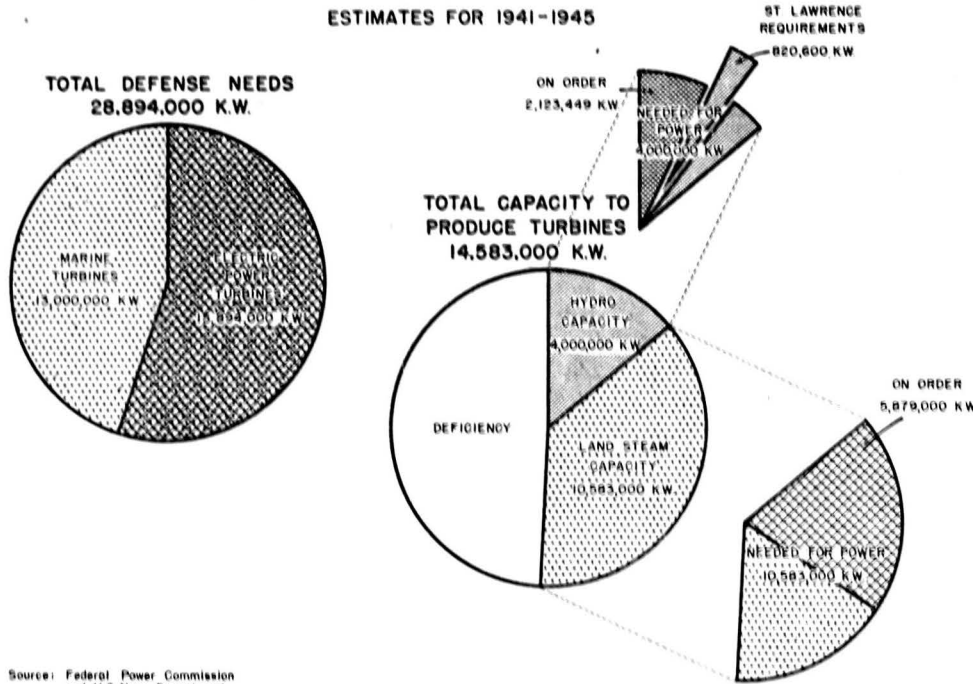 ESTIMATES FOR 1941-1945
ST LAWRENCE
REQUIREMENTS
820,600 KW
ON ORDER
2,123,449 KW
NEEDED FOR
POWER
4,000,000 KW
TOTAL DEFENSE NEEDS
28,894,000 K.W.
MARINE
TURBINES
13,000,000 KW
ELECTRIC
POWER
TURBINES
15,894,000 KW
TOTAL CAPACITY TO
PRODUCE TURBINES
14,583,000 K.W.
HYDRO
CAPACITY
4,000,000 KW
DEFICIENCY
LAND STEAM
CAPACITY
10,583,000 KW
ON ORDER
5,879,000 KW
NEEDED FOR POWER
10,583,000 KW
Source: Federal Power Commission